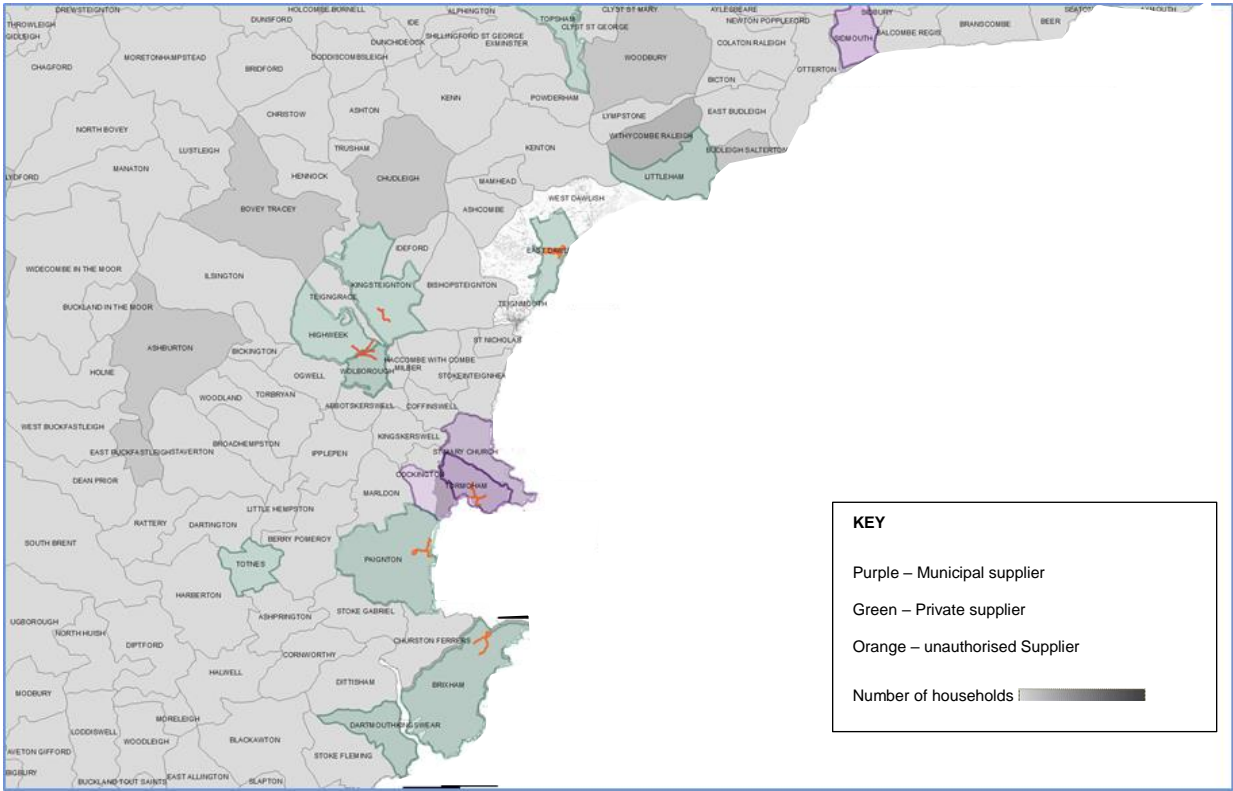 DREWSTEIGNTON
HOLCOMBE BURNELL
ALPHINGTON
CLYST ST MARY
AYLESBEARE
SIDBURY
SEATON
AXMOUTH
THROWLEIGH
DUNSFORD
IDE
TOPSHAM
CLYST ST GEORGE
NEWTON POPPLEFORD
BRANSCOMBE
BEER
GIDLEIGH
SHILLINGFORD ST GEORGE
DUNCHIDEOCK
EXMINSTER
COLATON RALEIGH
SIDMOUTH
SALCOMBE REGIS
MORETONHAMPSTEAD
DODDISCOMBSLEIGH
WOODBURY
CHAGFORD
BRIDFORD
BICTON
OTTERTON
KENN
POWDERHAM
CHRISTOW
ASHTON
LYMPSTONE
EAST BUDLEIGH
NORTH BOVEY
WITHYCOMBE RALEIGH
LUSTLEIGH
TRUSHAM
KENTON
BUDLEIGH SALTERTON
MANATON
HENNOCK
CHUDLEIGH
MAMHEAD
LITTLEHAM
LYDFORD
WEST DAWLISH
BOVEY TRACEY
ASHCOMBE
IDEFORD
EAST DAWL
WIDECOMBE IN THE MOOR
ILSINGTON
KINGSTEIGNTON
BISHOPSTEIGNTON
TEIGNGRACE
TEIGNMOUTH
BUCKLAND IN THE MOOR
HIGHWEEK
ST NICHOLAS
ASHBURTON
BICKINGTON
HACCOMBE WITH COMBE
MILBER
HOLNE
WOLBOROUGH
OGWELL
STOKEINTEIGNHEA
WOODLAND
TORBRYAN
ABBOTSKERSWELL
COFFINSWELL
WEST BUCKFASTLEIGH
BROADHEMPSTON
KINGSKERSWELL
EAST BUCKFASTLEIGH
STAVERTON
IPPLEPEN
ST MARY CHURCH
DEAN PRIOR
COCKINGTON
TORMOHAM
MARLDON
LITTLE HEMPSTON
RATTERY
DARTINGTON
BERRY POMEROY
SOUTH BRENT
TOTNES
PAIGNTON
HARBERTON
STOKE GABRIEL
UGBOROUGH
ASHPRINGTON
NORTH HUISH
DIPTFORD
CHURSTON FERRERS
CORNWORTHY
HALWELL
DITTISHAM
BRIXHAM
MODBURY
MORELEIGH
DARTMOUTH
KINGSWEAR
LODDISWELL
WOODLEIGH
BLACKAWTON
AVETON GIFFORD
STOKE FLEMING
BIGBURY
BUCKLAND-TOUT SAINTS
EAST ALLINGTON
SLAPTON
KEY
Purple – Municipal supplier
Green – Private supplier
Orange – unauthorised Supplier
Number of households